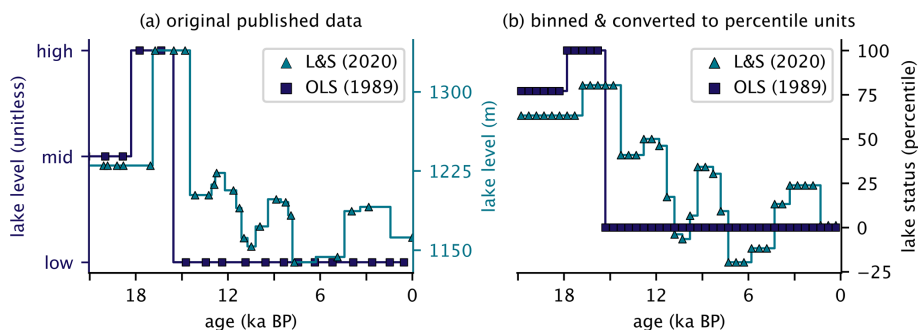 (a) original published data
high
mid
low
lake level (unitless)
L&S (2020)
OLS (1989)
1300
1225
1150
lake level (m)
18
12
6
0
age (ka BP)
(b) binned & converted to percentile units
L&S (2020)
OLS (1989)
100
75
50
25
0
−25
lake status (percentile)
18
12
6
0
age (ka BP)